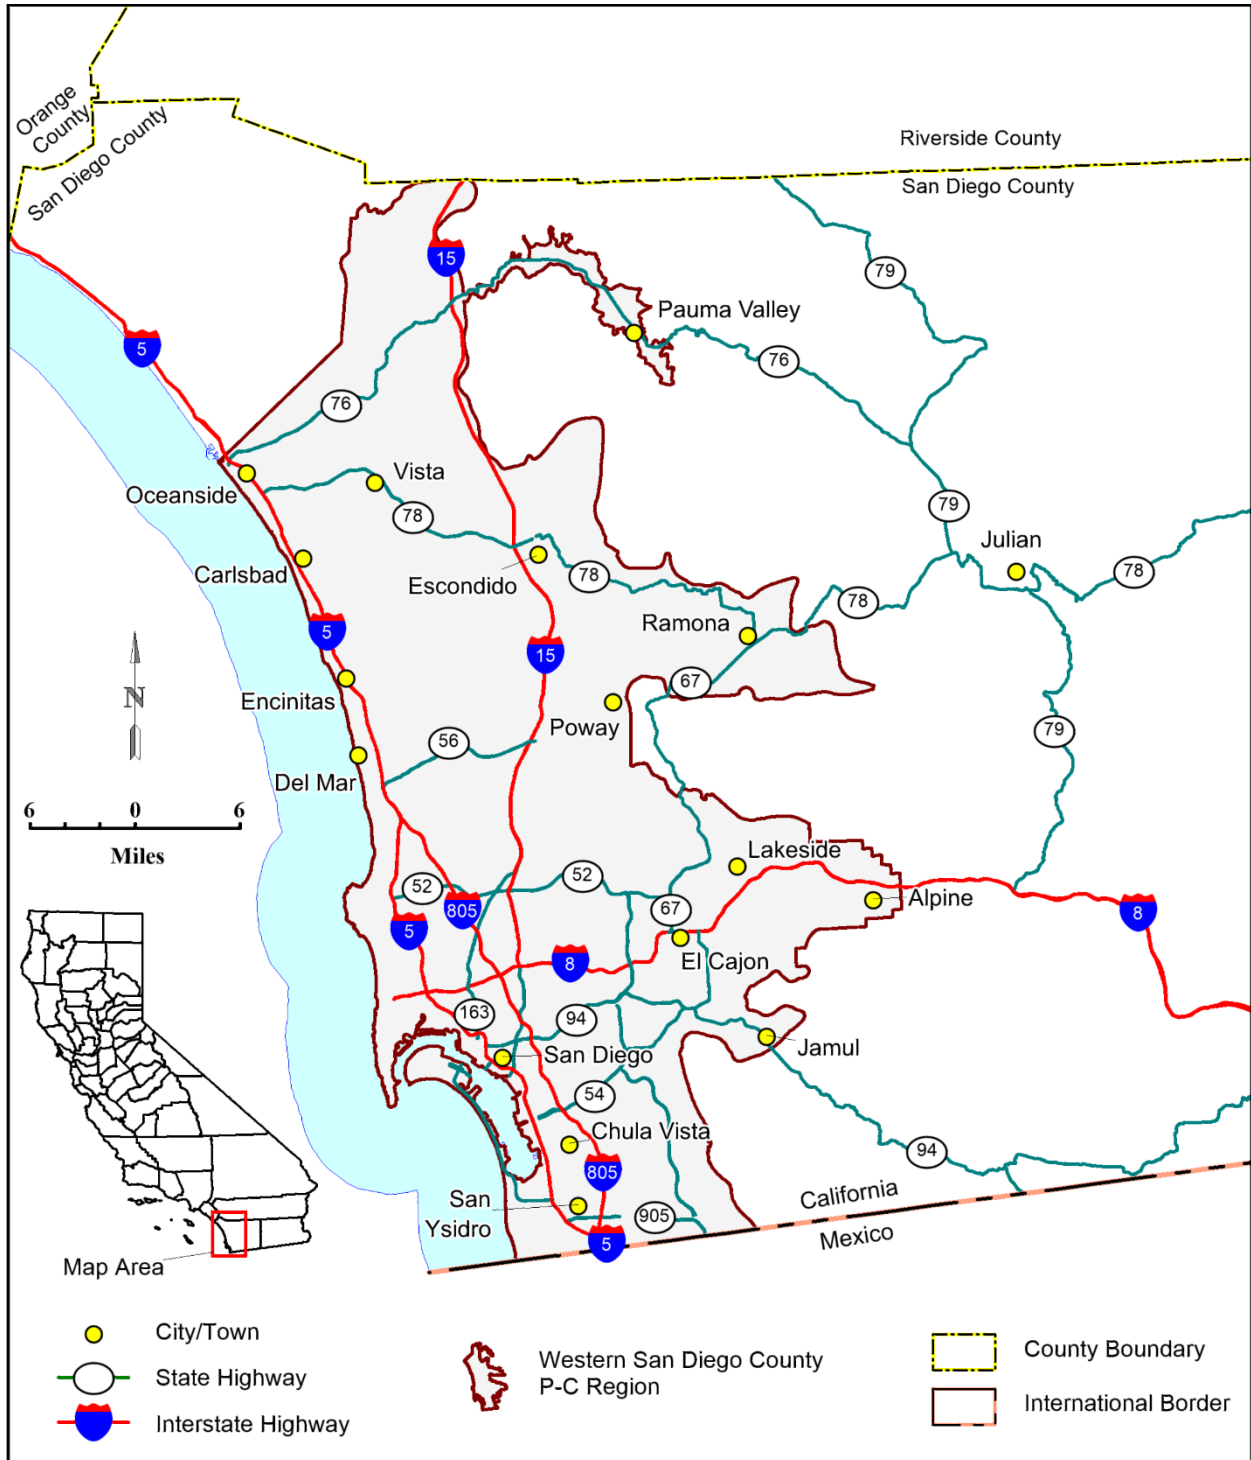 Orange
County
San Diego County
Riverside County
San Diego County
15
79
Pauma Valley
5
76
76
Vista
Oceanside
78
79
Julian
Carlsbad
Escondido
78
78
78
5
Ramona
15
67
Encinitas
N
Poway
56
79
Del Mar
6 0 6
Miles
Lakeside
52
52
805
67
Alpine
5
8
8
El Cajon
163
94
Jamul
San Diego
54
Chula Vista
94
805
San
Ysidro
905
California
Mexico
5
Map Area
City/Town
State Highway
Interstate Highway
Western San Diego County
P-C Region
County Boundary
International Border